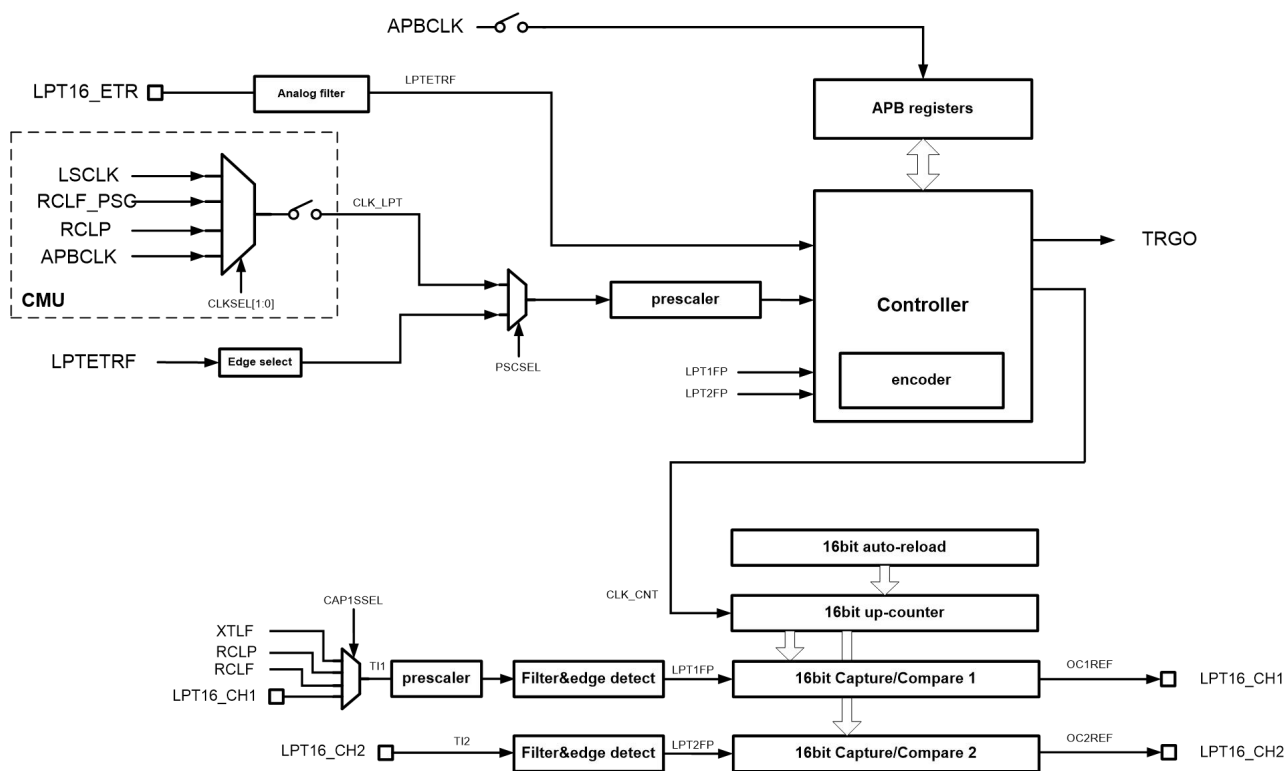 APBCLK
LPTETRF
LPT16_ETR
Analog filter
APB registers
LSCLK
RCLF_PSC
RCLP
APBCLK
CLK_LPT
CLKSEL[1:0]
CMU
TRGO
prescaler
Controller
LPTETRF
Edge select
PSCSEL
LPT1FP
LPT2FP
encoder
16bit auto-reload
CLK_CNT
16bit up-counter
CAP1SSEL
XTLF
RCLP
RCLF
LPT16_CH1
TI1
prescaler
Filter&edge detect
LPT1FP
16bit Capture/Compare 1
OC1REF
LPT16_CH1
LPT16_CH2
TI2
Filter&edge detect
LPT2FP
16bit Capture/Compare 2
OC2REF
LPT16_CH2